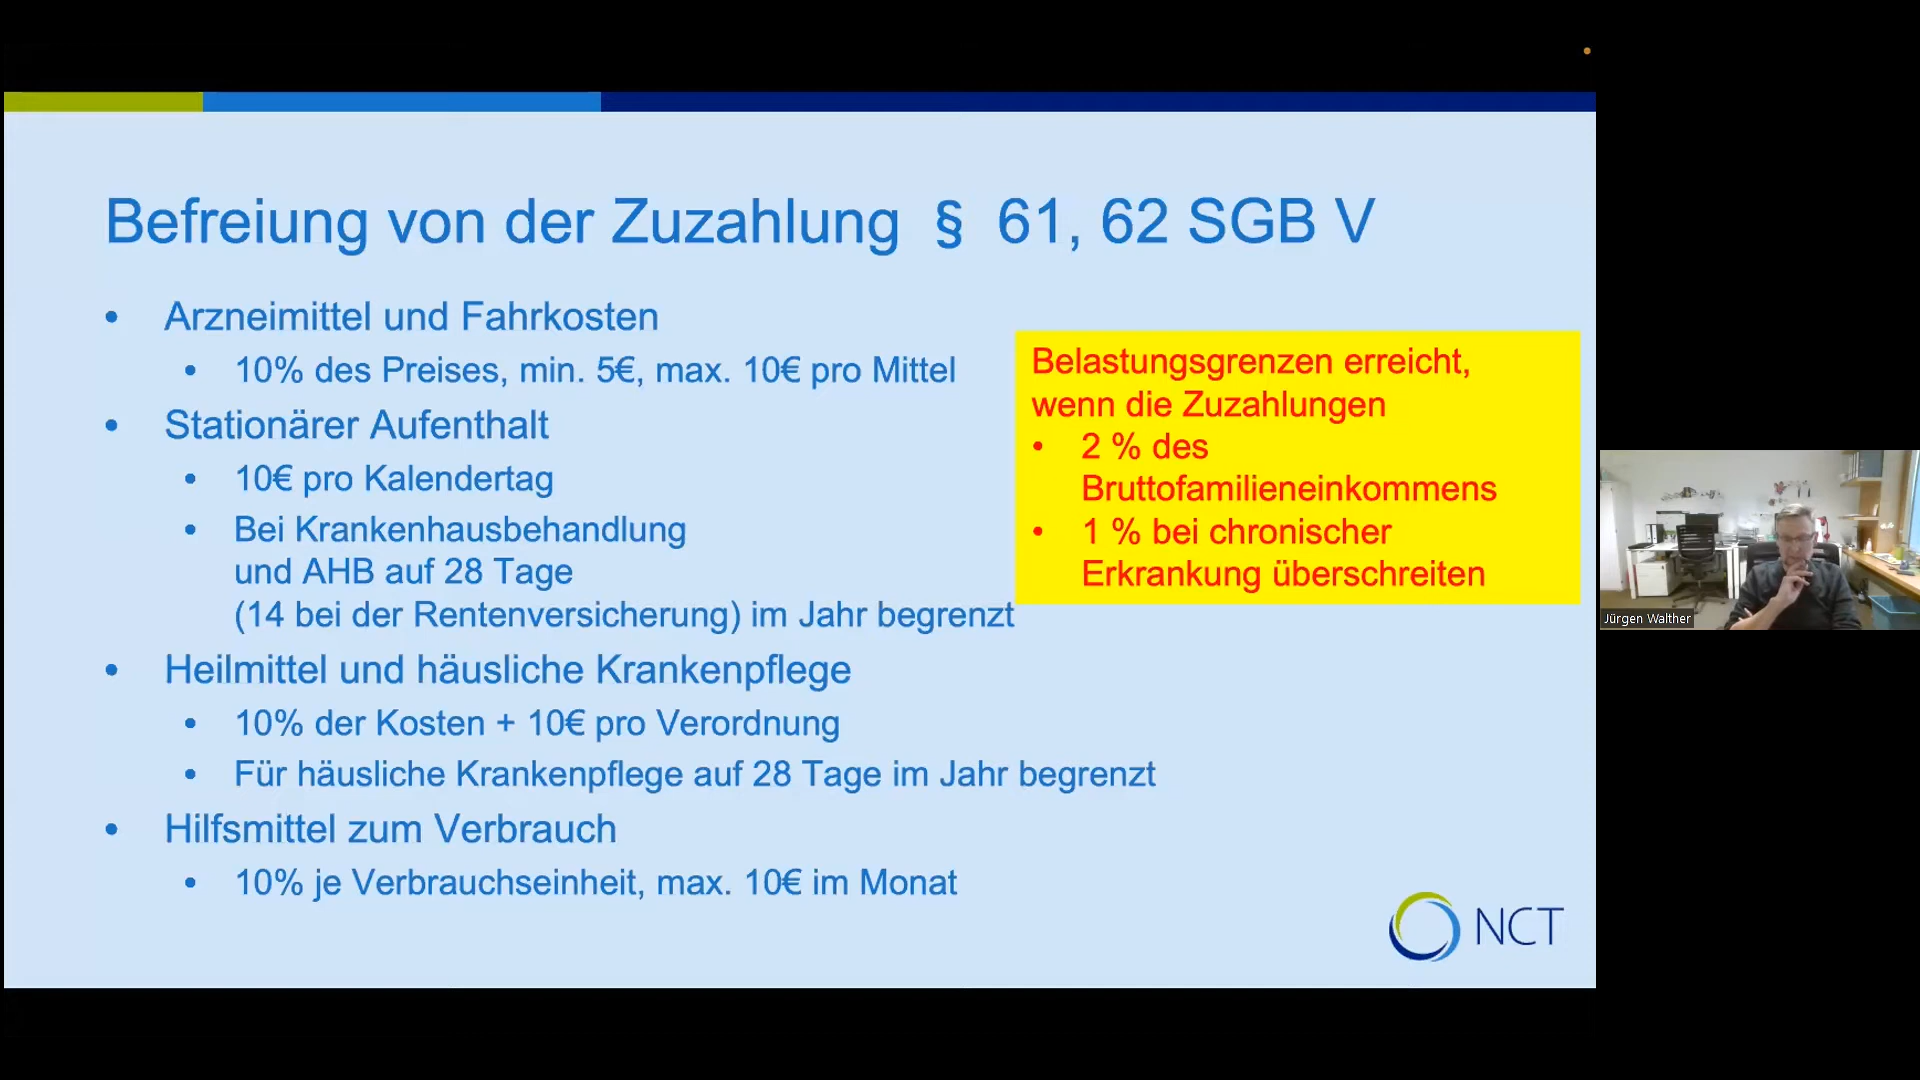 Befreiung von der Zuzahlung § 61, 62 SGB V
• Arzneimittel und Fahrkosten
• 10% des Preises, min. 5€, max. 10€ pro Mittel
• Stationärer Aufenthalt
• 10€ pro Kalendertag
• Bei Krankenhausbehandlung
und AHB auf 28 Tage
(14 bei der Rentenversicherung) im Jahr begrenzt
• Heilmittel und häusliche Krankenpflege
• 10% der Kosten + 10€ pro Verordnung
• Für häusliche Krankenpflege auf 28 Tage im Jahr begrenzt
• Hilfsmittel zum Verbrauch
• 10% je Verbrauchseinheit, max. 10€ im Monat
Belastungsgrenzen erreicht,
wenn die Zuzahlungen
• 2 % des
Bruttofamilieneinkommens
• 1 % bei chronischer
Erkrankung überschreiten
NCT
Jürgen Walther